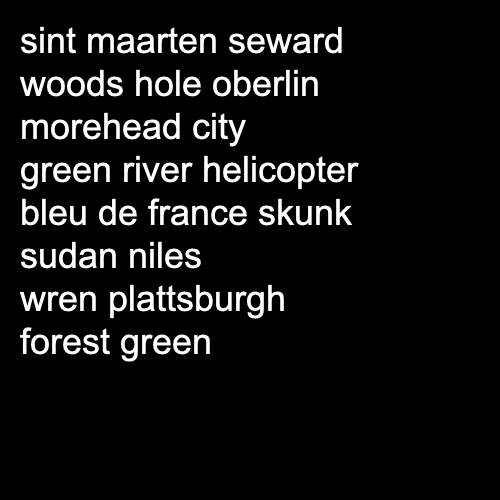 sint maarten seward
woods hole oberlin
morehead city
green river helicopter
bleu de france skunk
sudan niles
wren plattsburgh
forest green